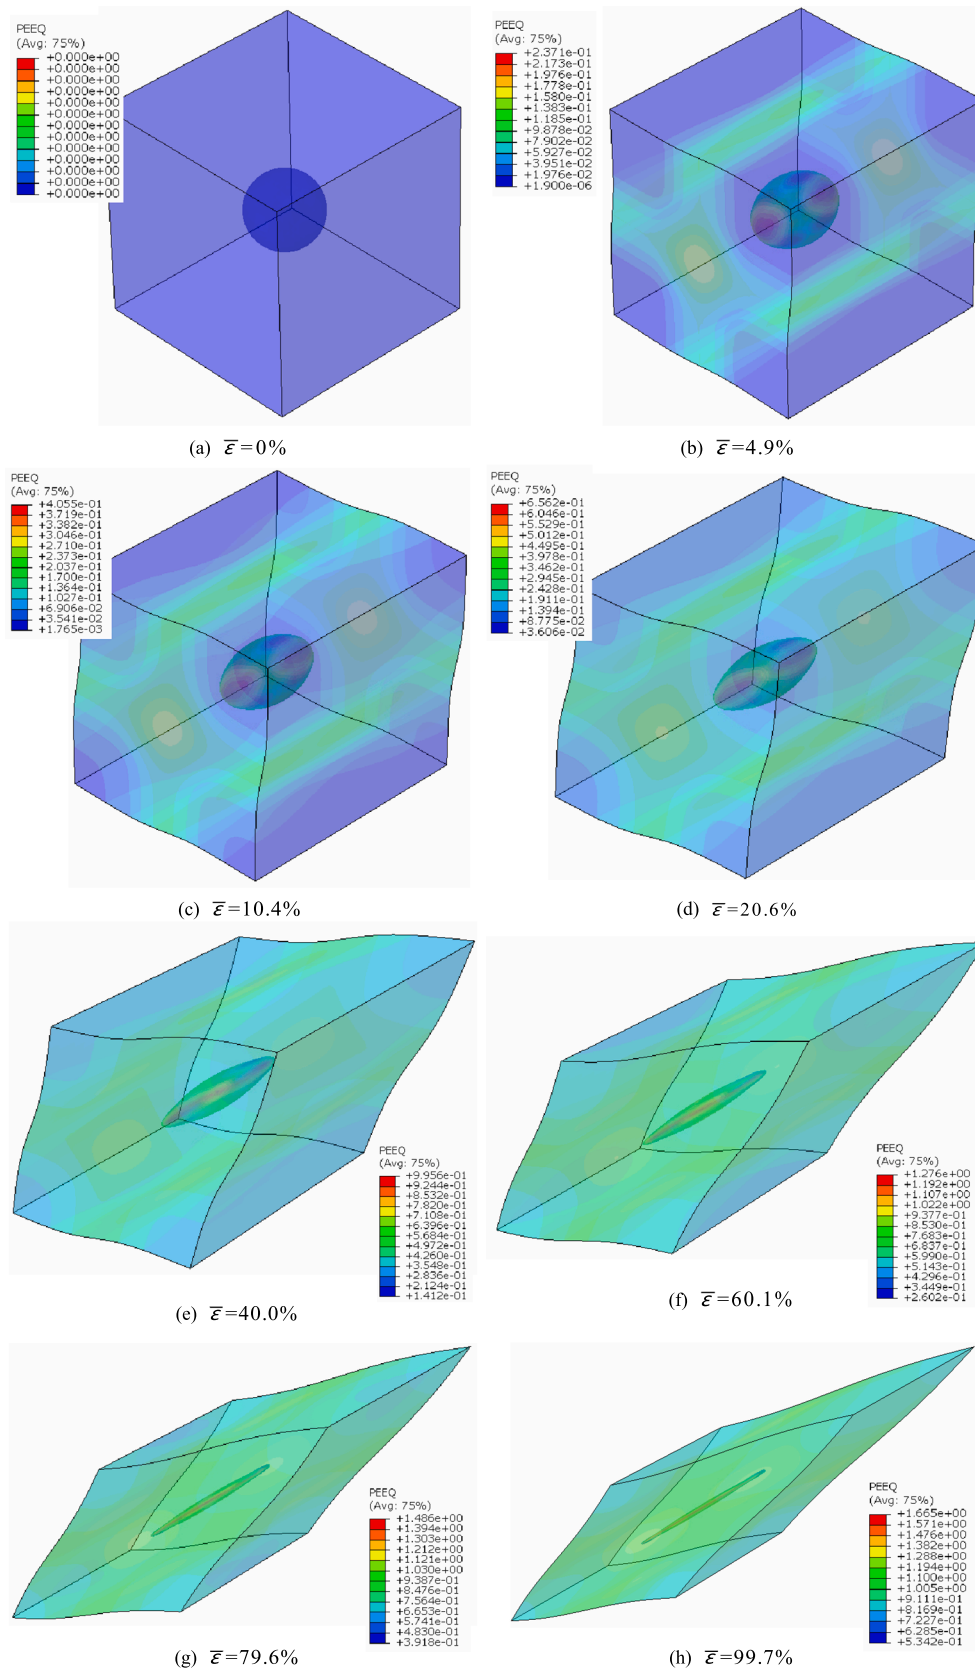 PEEQ
(Avg: 75%)
+0.000e+00
+0.000e+00
+0.000e+00
+0.000e+00
+0.000e+00
+0.000e+00
+0.000e+00
+0.000e+00
+0.000e+00
+0.000e+00
+0.000e+00
+0.000e+00
+0.000e+00
(a) ε̅=0%
PEEQ
(Avg: 75%)
+2.371e-01
+2.173e-01
+1.976e-01
+1.778e-01
+1.580e-01
+1.383e-01
+1.185e-01
+9.878e-02
+7.902e-02
+5.927e-02
+3.951e-02
+1.976e-02
+1.900e-06
(b) ε̅=4.9%
PEEQ
(Avg: 75%)
+4.055e-01
+3.719e-01
+3.382e-01
+3.046e-01
+2.710e-01
+2.373e-01
+2.037e-01
+1.700e-01
+1.364e-01
+1.027e-01
+6.906e-02
+3.541e-02
+1.765e-03
(c) ε̅=10.4%
PEEQ
(Avg: 75%)
+6.562e-01
+6.046e-01
+5.529e-01
+5.012e-01
+4.495e-01
+3.978e-01
+3.462e-01
+2.945e-01
+2.428e-01
+1.911e-01
+1.394e-01
+8.775e-02
+3.606e-02
(d) ε̅=20.6%
PEEQ
(Avg: 75%)
+9.956e-01
+9.244e-01
+8.532e-01
+7.820e-01
+7.108e-01
+6.396e-01
+5.684e-01
+4.972e-01
+4.260e-01
+3.548e-01
+2.836e-01
+2.124e-01
+1.412e-01
(e) ε̅=40.0%
PEEQ
(Avg: 75%)
+1.276e+00
+1.192e+00
+1.107e+00
+1.022e+00
+9.377e-01
+8.530e-01
+7.683e-01
+6.837e-01
+5.990e-01
+5.143e-01
+4.296e-01
+3.449e-01
+2.602e-01
(f) ε̅=60.1%
PEEQ
(Avg: 75%)
+1.486e+00
+1.394e+00
+1.303e+00
+1.212e+00
+1.121e+00
+1.030e+00
+9.387e-01
+8.476e-01
+7.564e-01
+6.653e-01
+5.741e-01
+4.830e-01
+3.918e-01
(g) ε̅=79.6%
PEEQ
(Avg: 75%)
+1.665e+00
+1.571e+00
+1.476e+00
+1.382e+00
+1.288e+00
+1.194e+00
+1.100e+00
+1.005e+00
+9.111e-01
+8.169e-01
+7.227e-01
+6.285e-01
+5.342e-01
(h) ε̅=99.7%